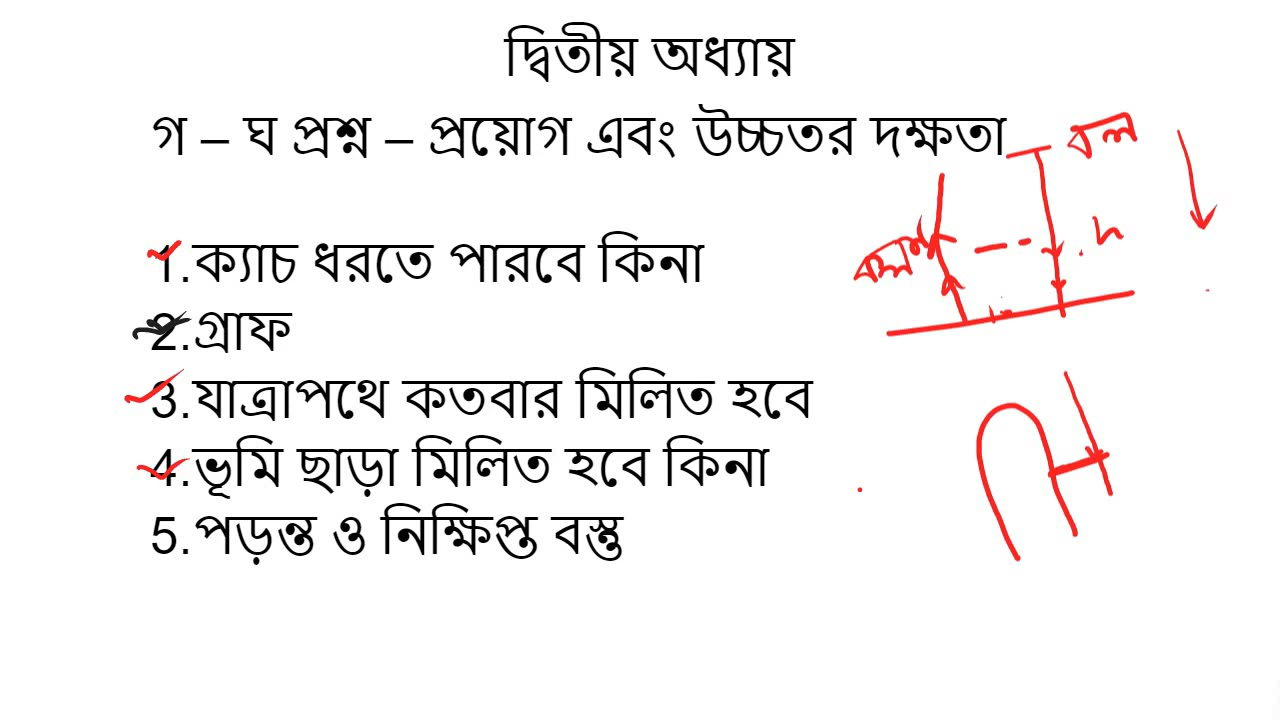 দ্বিতীয় অধ্যায়
গ – ঘ প্রশ্ন – প্রয়োগ এবং উচ্চতর দক্ষতা
বল
h
1.ক্যাচ ধরতে পারবে কিনা
2.গ্রাফ
3.যাত্রাপথে কতবার মিলিত হবে
4.ভূমি ছাড়া মিলিত হবে কিনা
5.পড়ন্ত ও নিক্ষিপ্ত বস্তু